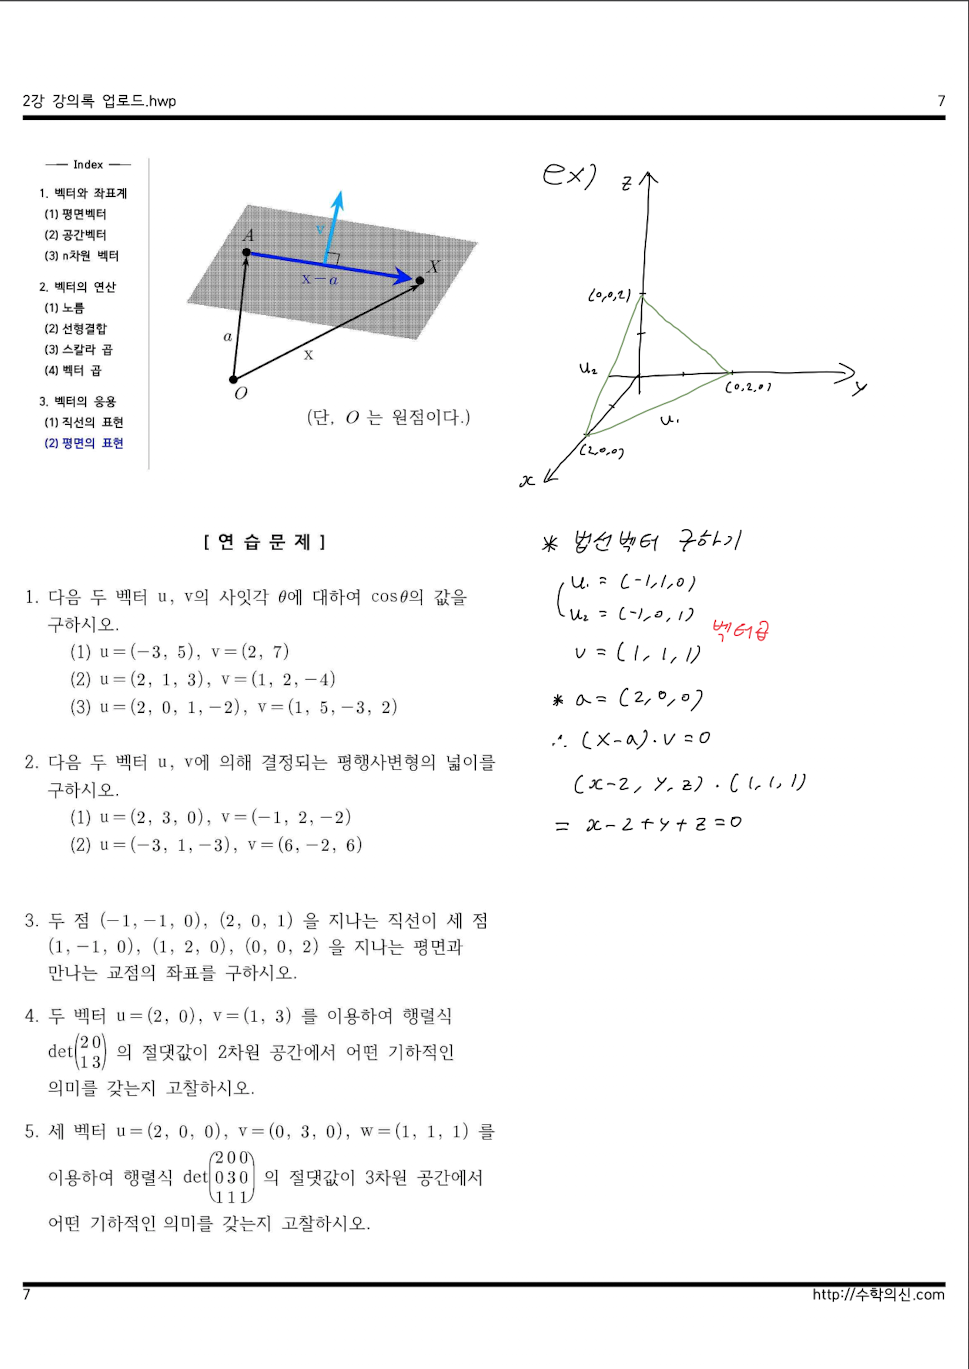 2강 강의록 업로드.hwp 7
Index
1. 벡터와 좌표계
(1) 평면벡터
(2) 공간벡터
(3) n차원 벡터
2. 벡터의 연산
(1) 노름
(2) 선형결합
(3) 스칼라 곱
(4) 벡터 곱
3. 벡터의 응용
(1) 직선의 표현
(2) 평면의 표현
v
A
X
x−a
a
x
O
(단, O 는 원점이다.)
[ 연 습 문 제 ]
1. 다음 두 벡터 u, v의 사잇각 θ에 대하여 cosθ의 값을
구하시오.
(1) u=(−3, 5), v=(2, 7)
(2) u=(2, 1, 3), v=(1, 2, −4)
(3) u=(2, 0, 1, −2), v=(1, 5, −3, 2)
2. 다음 두 벡터 u, v에 의해 결정되는 평행사변형의 넓이를
구하시오.
(1) u=(2, 3, 0), v=(−1, 2, −2)
(2) u=(−3, 1, −3), v=(6, −2, 6)
3. 두 점 (−1, −1, 0), (2, 0, 1) 을 지나는 직선이 세 점
(1, −1, 0), (1, 2, 0), (0, 0, 2) 을 지나는 평면과
만나는 교점의 좌표를 구하시오.
4. 두 벡터 u=(2, 0), v=(1, 3) 를 이용하여 행렬식
det(2 0
1 3) 의 절댓값이 2차원 공간에서 어떤 기하적인
의미를 갖는지 고찰하시오.
5. 세 벡터 u=(2, 0, 0), v=(0, 3, 0), w=(1, 1, 1) 를
이용하여 행렬식 det(2 0 0
0 3 0
1 1 1) 의 절댓값이 3차원 공간에서
어떤 기하적인 의미를 갖는지 고찰하시오.
ex)
z
(0,0,2)
u₂
(0,2,0)
y
u₁
(2,0,0)
x
* 법선벡터 구하기
u₁ = (-1,1,0)
u₂ = (-1,0,1)
벡터곱
v = (1,1,1)
* a = (2,0,0)
∴ (x-a)·v=0
(x-2, y, z)·(1,1,1)
= x-2+y+z=0
7 http://수학의신.com